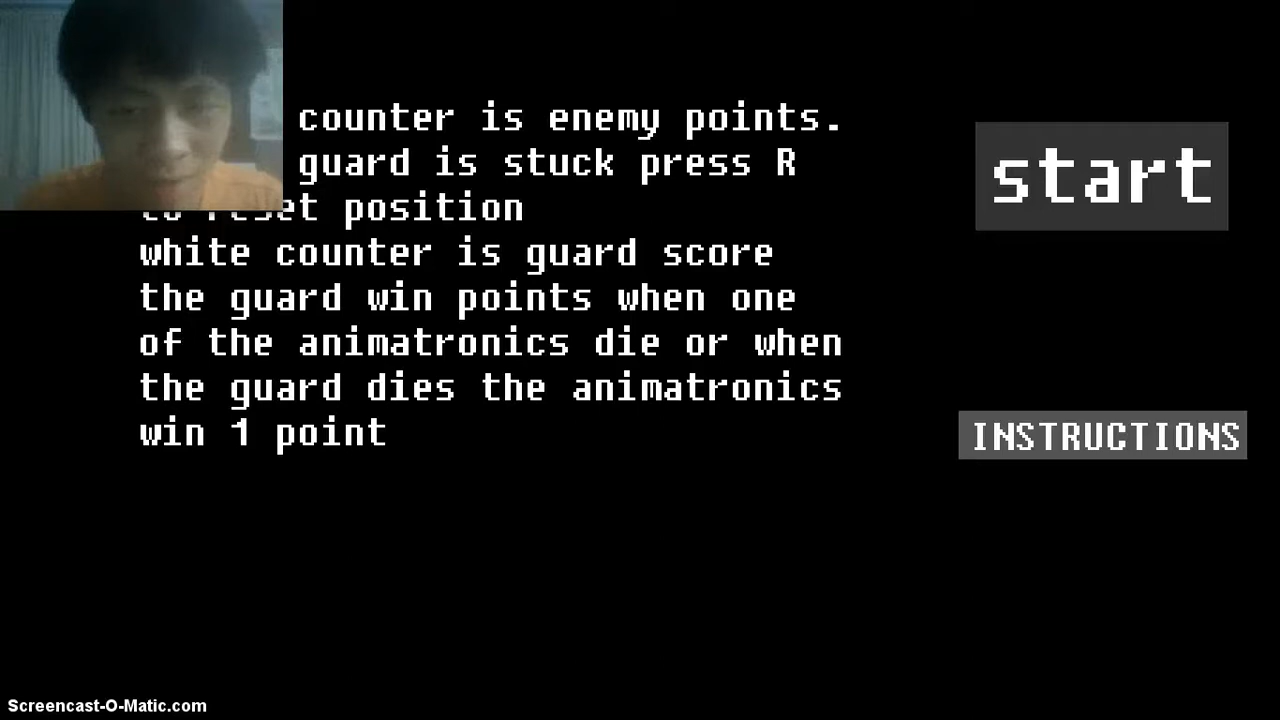 counter is enemy points.
guard is stuck press R
to reset position
white counter is guard score
the guard win points when one
of the animatronics die or when
the guard dies the animatronics
win 1 point
start
INSTRUCTIONS
Screencast-O-Matic.com